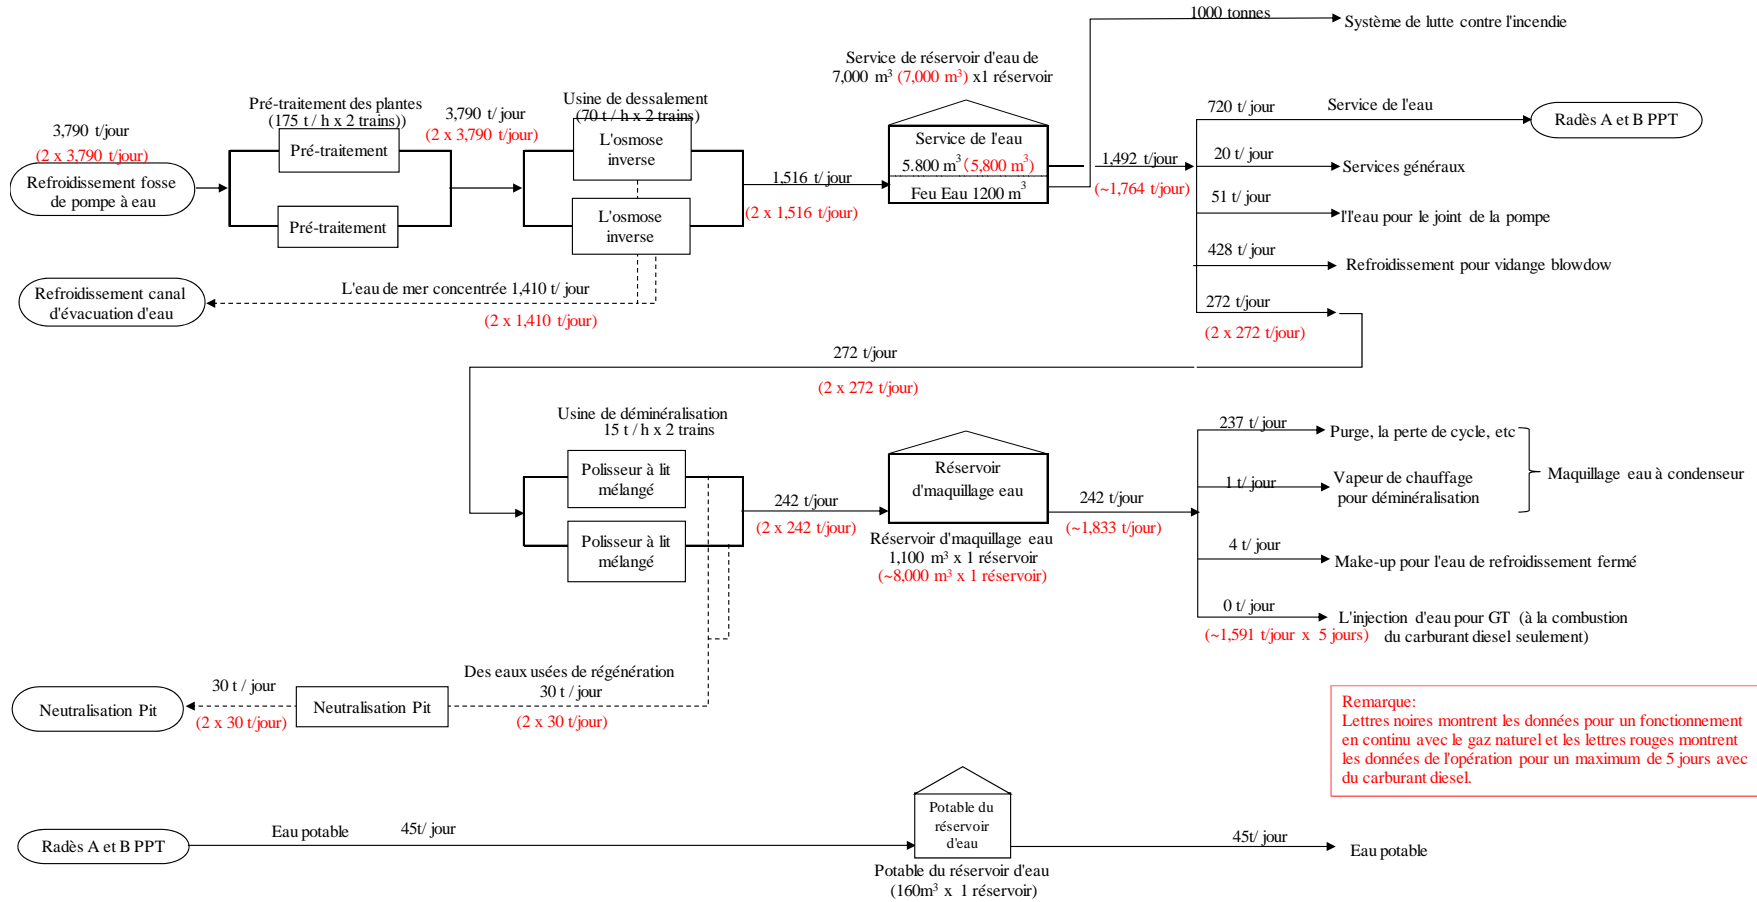 1000 tonnes
Système de lutte contre l'incendie
Service de réservoir d'eau de
7,000 m³ (7,000 m³) x1 réservoir
Pré-traitement des plantes
(175 t / h x 2 trains))
Usine de dessalement
(70 t / h x 2 trains)
3,790 t/jour
(2 x 3,790 t/jour)
3,790 t/jour
(2 x 3,790 t/jour)
Refroidissement fosse
de pompe à eau
Pré-traitement
Pré-traitement
L'osmose
inverse
L'osmose
inverse
1,516 t/ jour
(2 x 1,516 t/jour)
Service de l'eau
5.800 m³ (5,800 m³)
Feu Eau 1200 m³
1,492 t/jour
(~1,764 t/jour)
720 t/ jour
Service de l'eau
Radès A et B PPT
20 t/ jour
Services généraux
51 t/ jour
l'l'eau pour le joint de la pompe
428 t/ jour
Refroidissement pour vidange blowdow
272 t/jour
(2 x 272 t/jour)
Refroidissement canal
d'évacuation d'eau
L'eau de mer concentrée 1,410 t/ jour
(2 x 1,410 t/jour)
272 t/jour
(2 x 272 t/jour)
Usine de déminéralisation
15 t / h x 2 trains
Polisseur à lit
mélangé
Polisseur à lit
mélangé
242 t/jour
(2 x 242 t/jour)
Réservoir
d'maquillage eau
Réservoir d'maquillage eau
1,100 m³ x 1 réservoir
(~8,000 m³ x 1 réservoir)
242 t/jour
(~1,833 t/jour)
237 t/ jour
Purge, la perte de cycle, etc
1 t/ jour
Vapeur de chauffage
pour déminéralisation
Maquillage eau à condenseur
4 t/ jour
Make-up pour l'eau de refroidissement fermé
0 t/ jour
(~1,591 t/jour x 5 jours)
L'injection d'eau pour GT (à la combustion
du carburant diesel seulement)
Neutralisation Pit
30 t / jour
(2 x 30 t/jour)
Neutralisation Pit
Des eaux usées de régénération
30 t / jour
(2 x 30 t/jour)
Remarque:
Lettres noires montrent les données pour un fonctionnement
en continu avec le gaz naturel et les lettres rouges montrent
les données de l'opération pour un maximum de 5 jours avec
du carburant diesel.
Radès A et B PPT
Eau potable
45t/ jour
Potable du
réservoir
d'eau
Potable du réservoir d'eau
(160m³ x 1 réservoir)
45t/ jour
Eau potable